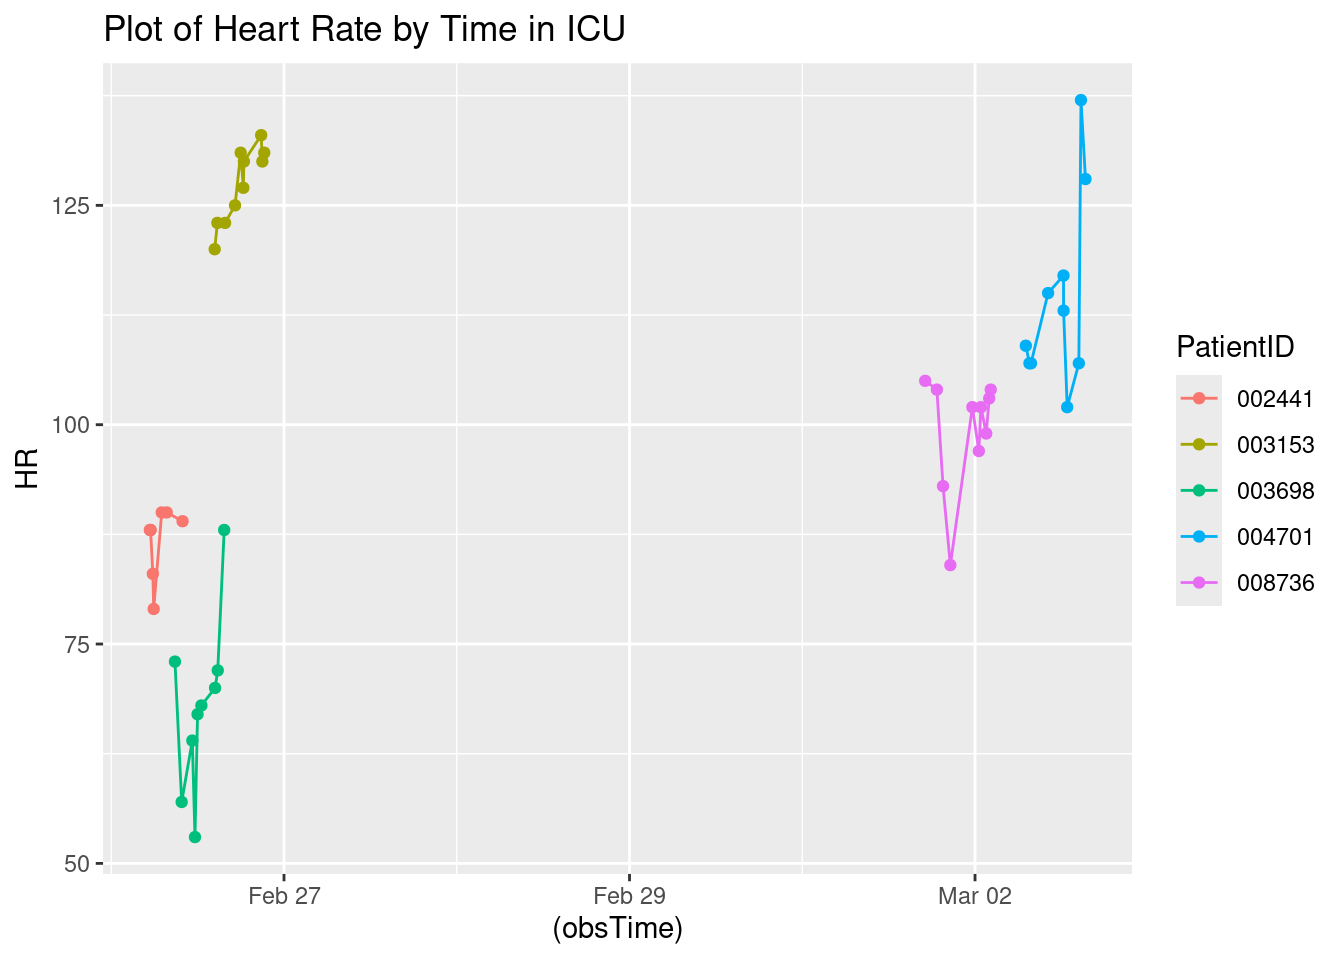 Plot of Heart Rate by Time in ICU
125
100
75
50
HR
Feb 27
Feb 29
Mar 02
(obsTime)
PatientID
002441
003153
003698
004701
008736